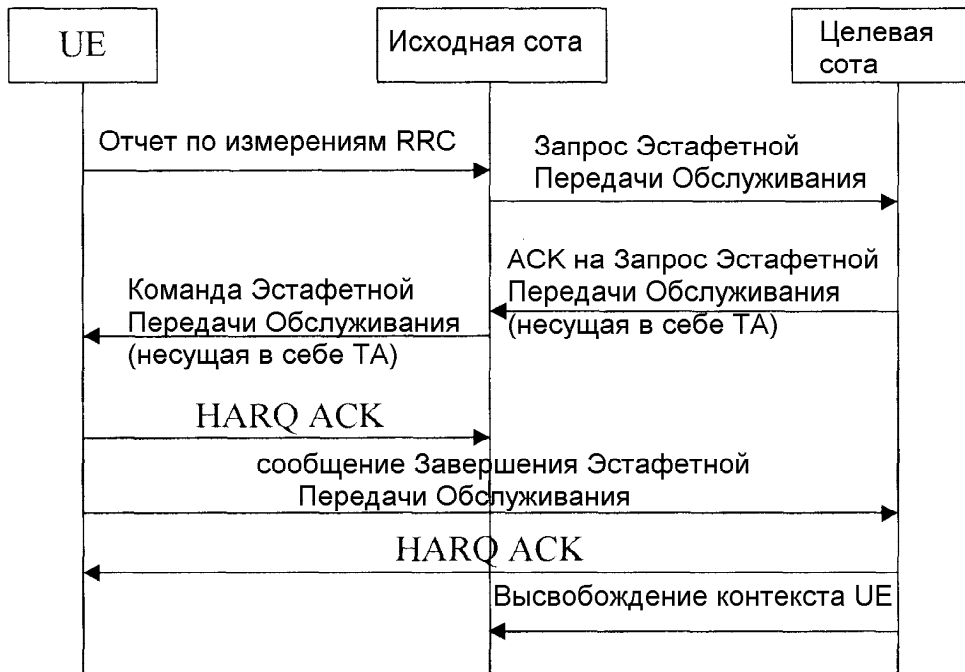 UE
Исходная сота
Целевая
сота
Отчет по измерениям RRC
Запрос Эстафетной
Передачи Обслуживания
ACK на Запрос Эстафетной
Передачи Обслуживания
(несущая в себе TA)
Команда Эстафетной
Передачи Обслуживания
(несущая в себе TA)
HARQ ACK
сообщение Завершения Эстафетной
Передачи Обслуживания
HARQ ACK
Высвобождение контекста UE